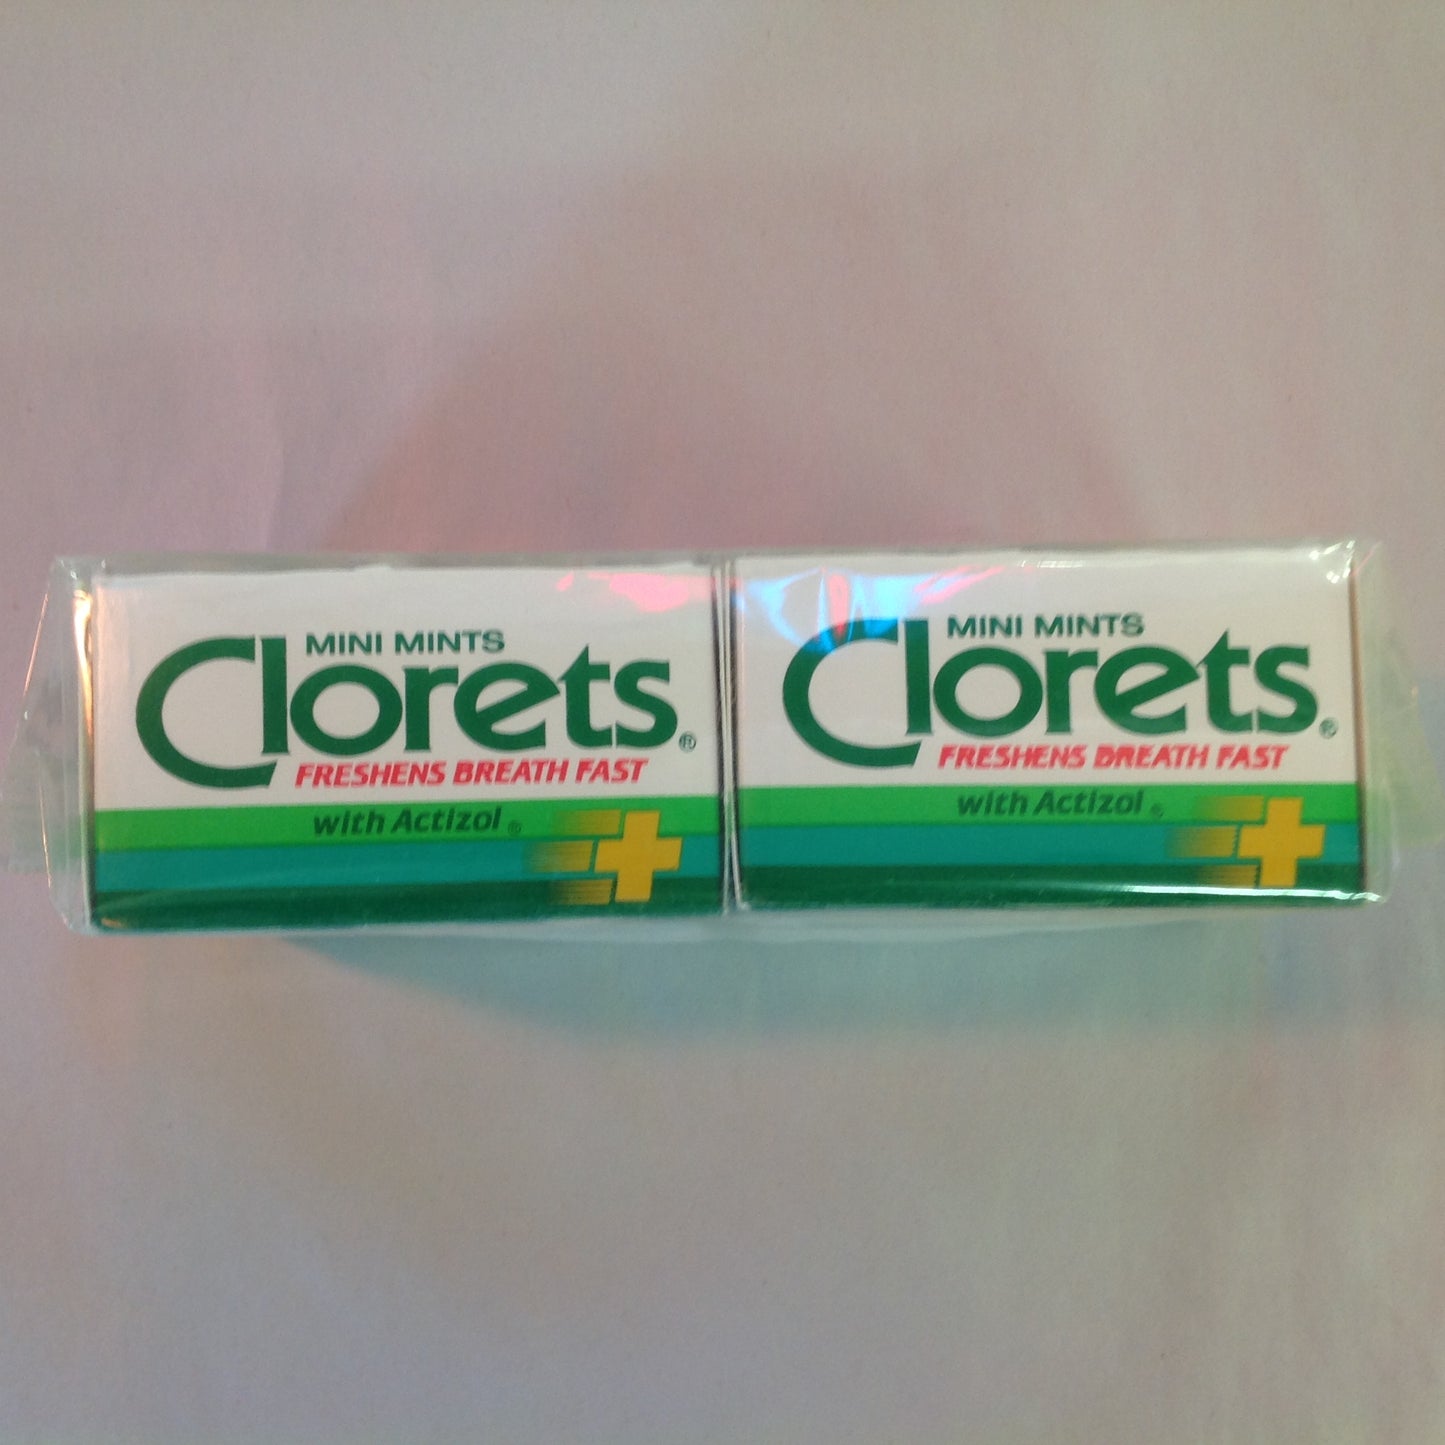 MINI MINTS
Clorets®
FRESHENS BREATH FAST
with Actizol®
MINI MINTS
Clorets®
FRESHENS BREATH FAST
with Actizol®